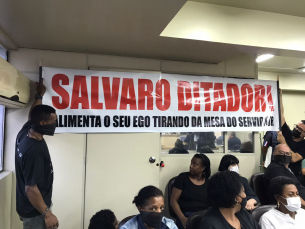 SALVARO DITADOR!
ALIMENTA O SEU EGO TIRANDO DA MESA DO SERVIDOR